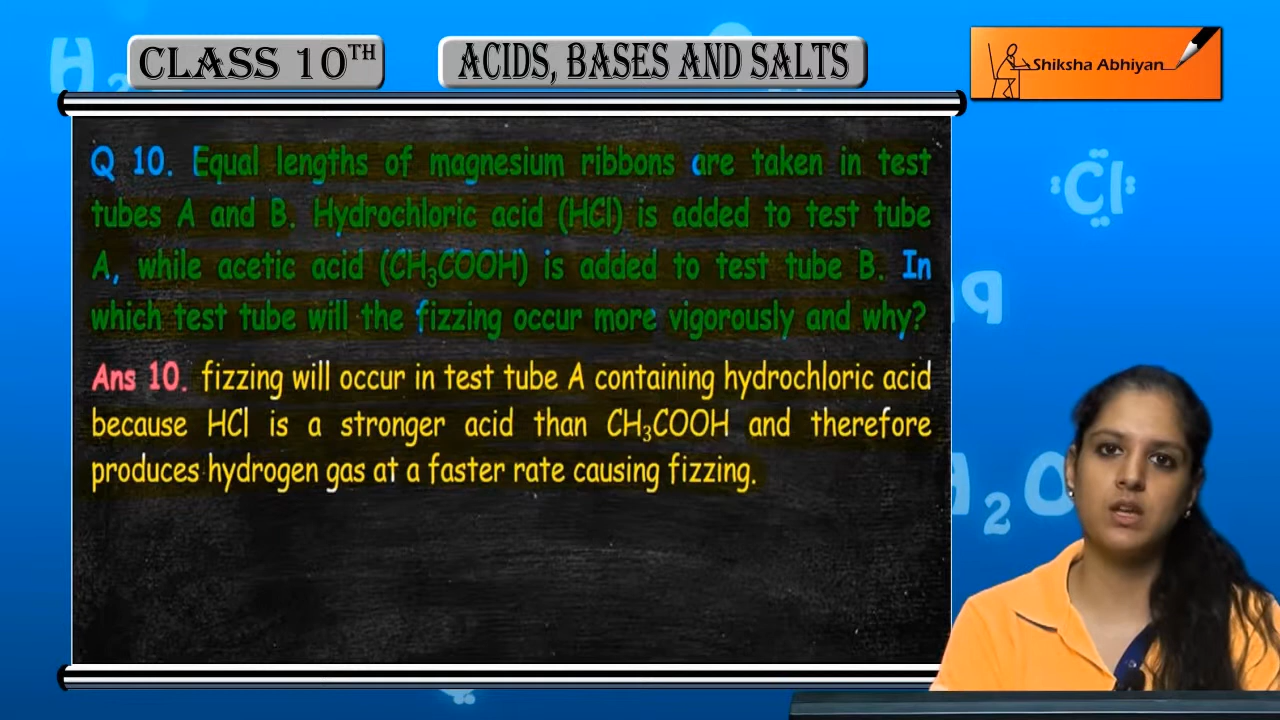 CLASS 10TH
ACIDS, BASES AND SALTS
Shiksha Abhiyan
Q 10. Equal lengths of magnesium ribbons are taken in test
tubes A and B. Hydrochloric acid (HCl) is added to test tube
A, while acetic acid (CH₃COOH) is added to test tube B. In
which test tube will the fizzing occur more vigorously and why?
Ans 10. fizzing will occur in test tube A containing hydrochloric acid
because HCl is a stronger acid than CH₃COOH and therefore
produces hydrogen gas at a faster rate causing fizzing.
Cl
H₂O